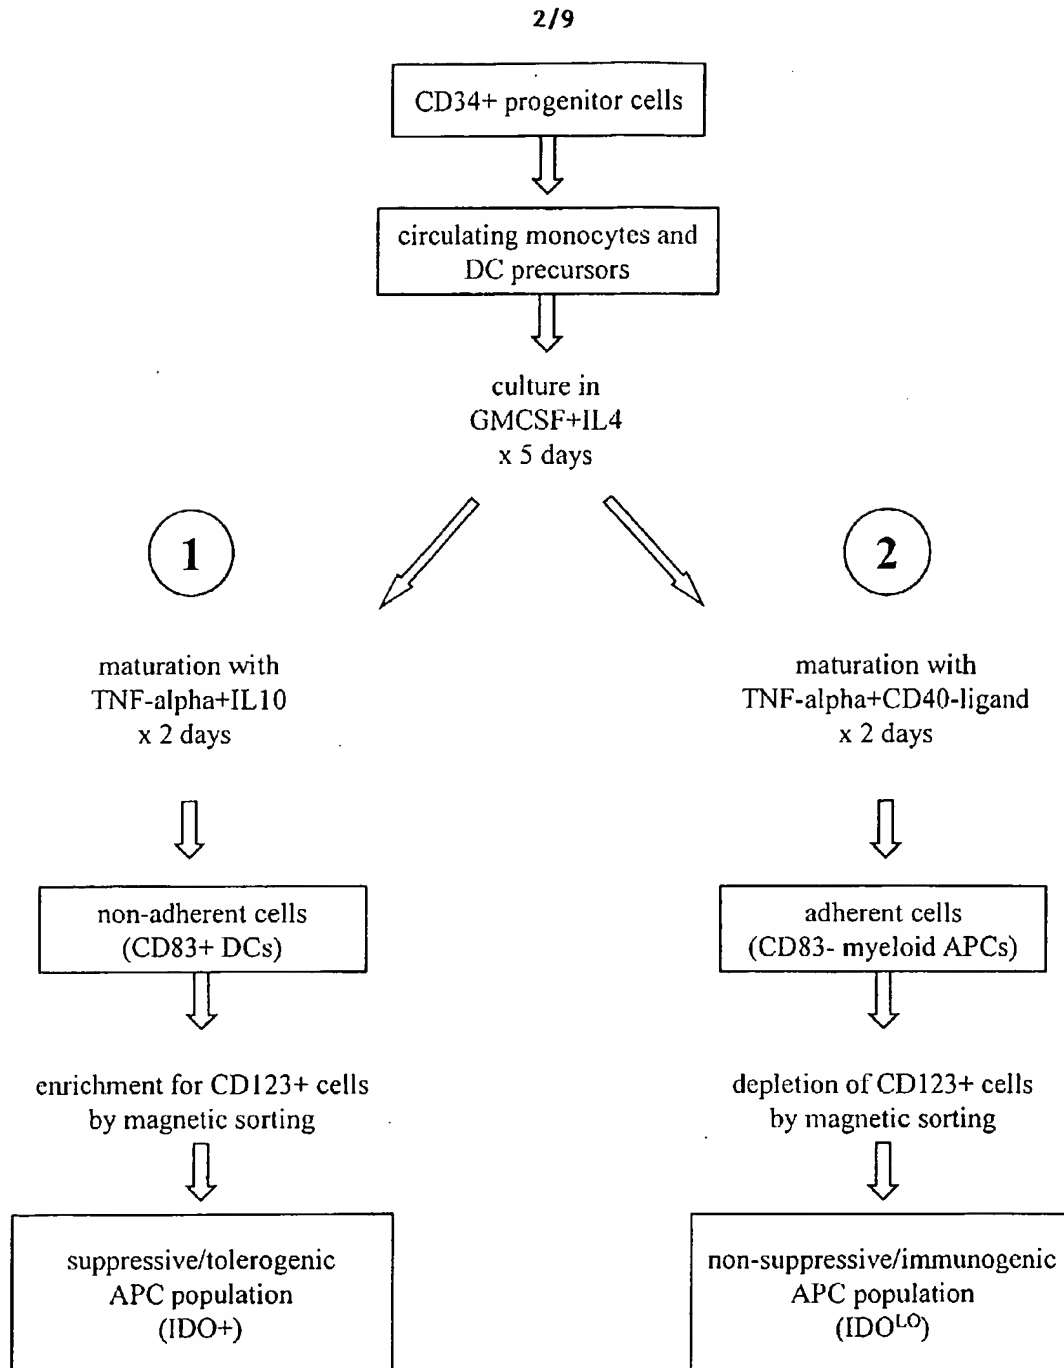 2/9
CD34+ progenitor cells
circulating monocytes and
DC precursors
culture in
GMCSF+IL4
x 5 days
1
maturation with
TNF-alpha+IL10
x 2 days
non-adherent cells
(CD83+ DCs)
enrichment for CD123+ cells
by magnetic sorting
suppressive/tolerogenic
APC population
(IDO+)
2
maturation with
TNF-alpha+CD40-ligand
x 2 days
adherent cells
(CD83- myeloid APCs)
depletion of CD123+ cells
by magnetic sorting
non-suppressive/immunogenic
APC population
(IDO^LO)